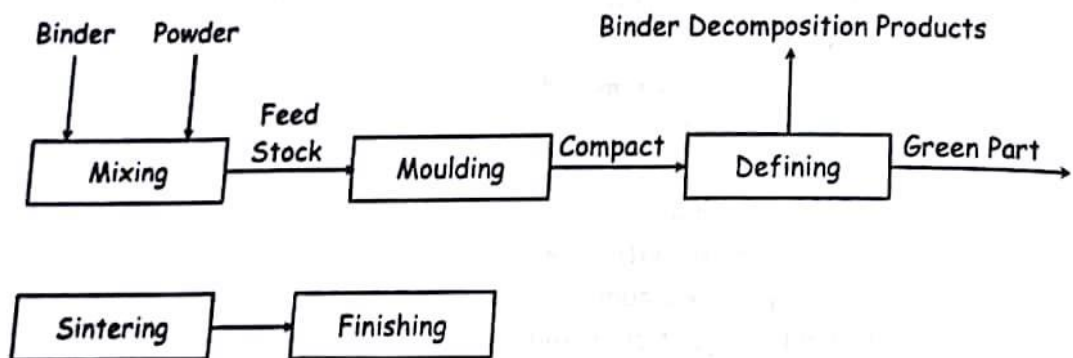 Binder Powder
Binder Decomposition Products
Feed
Stock
Mixing
Moulding
Compact
Defining
Green Part
Sintering
Finishing